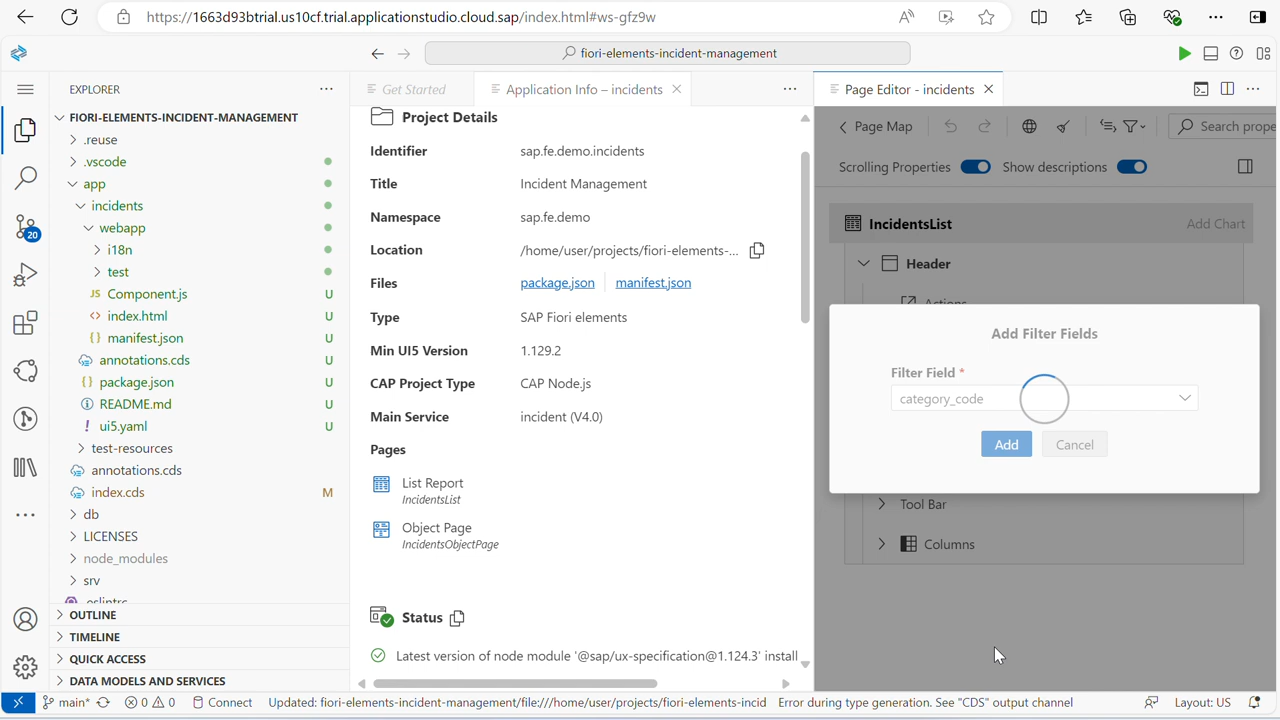 https://1663d93btrial.us10cf.trial.applicationstudio.cloud.sap/index.html#ws-gfz9w
fiori-elements-incident-management
EXPLORER
FIORI-ELEMENTS-INCIDENT-MANAGEMENT
.reuse
.vscode
app
incidents
webapp
i18n
test
JS Component.js U
<> index.html U
{} manifest.json U
annotations.cds U
{} package.json U
README.md U
! ui5.yaml U
test-resources
annotations.cds
index.cds M
db
LICENSES
node_modules
srv
.eslintrc
OUTLINE
TIMELINE
QUICK ACCESS
DATA MODELS AND SERVICES
20
Get Started
Application Info – incidents
Project Details
Identifier sap.fe.demo.incidents
Title Incident Management
Namespace sap.fe.demo
Location /home/user/projects/fiori-elements-...
Files package.json manifest.json
Type SAP Fiori elements
Min UI5 Version 1.129.2
CAP Project Type CAP Node.js
Main Service incident (V4.0)
Pages
List Report
IncidentsList
Object Page
IncidentsObjectPage
Status
Latest version of node module '@sap/ux-specification@1.124.3' install
Page Editor - incidents
Page Map
Search prope
Scrolling Properties Show descriptions
IncidentsList Add Chart
Header
Actions
Add Filter Fields
Filter Field *
category_code
Add Cancel
Tool Bar
Columns
main* 0 0 Connect Updated: fiori-elements-incident-management/file:///home/user/projects/fiori-elements-incid Error during type generation. See "CDS" output channel Layout: US